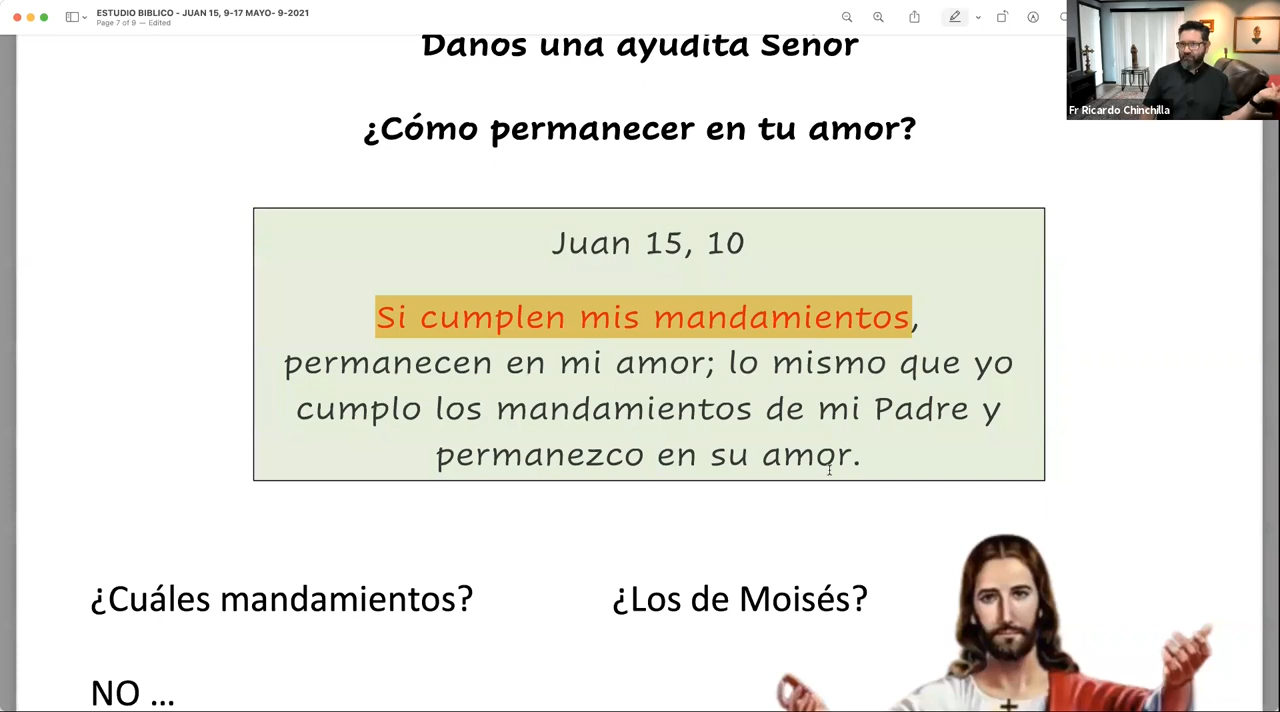 ESTUDIO BIBLICO - JUAN 15, 9-17 MAYO- 9-2021
Page 7 of 9 — Edited
Fr Ricardo Chinchilla
Danos una ayudita Señor
¿Cómo permanecer en tu amor?
Juan 15, 10
Si cumplen mis mandamientos,
permanecen en mi amor; lo mismo que yo
cumplo los mandamientos de mi Padre y
permanezco en su amor.
¿Cuáles mandamientos? ¿Los de Moisés?
NO ...